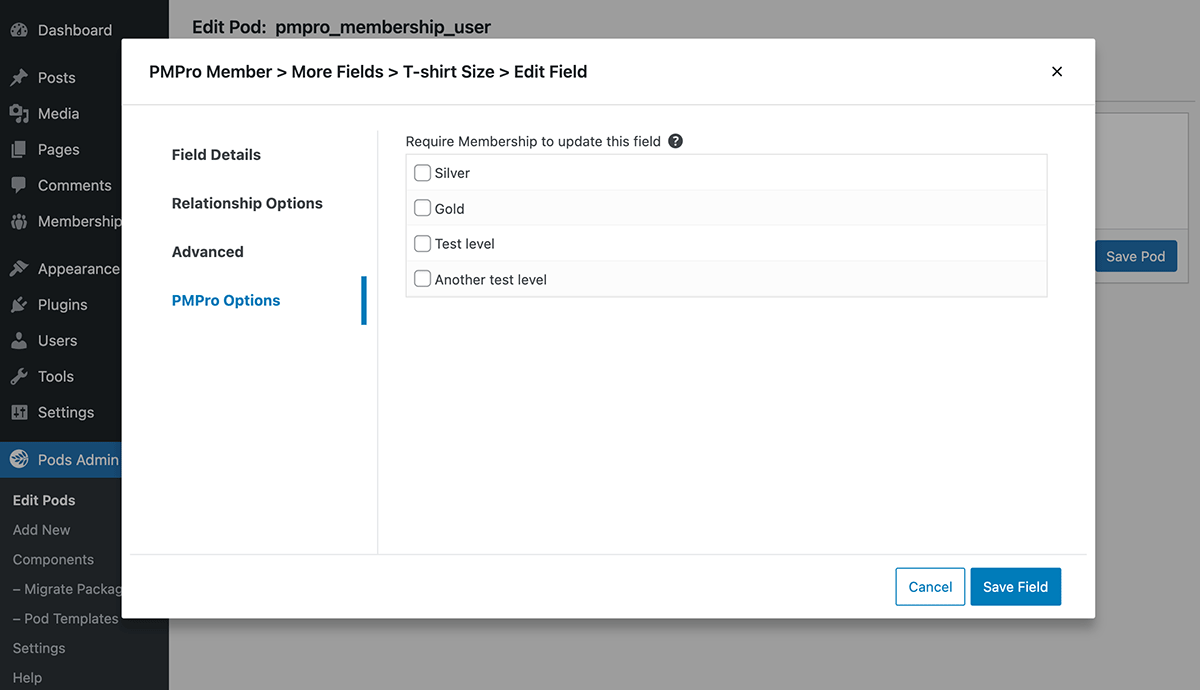 Dashboard
Posts
Media
Pages
Comments
Membership
Appearance
Plugins
Users
Tools
Settings
Pods Admin
Edit Pods
Add New
Components
– Migrate Packag
– Pod Templates
Settings
Help
Edit Pod: pmpro_membership_user
PMPro Member > More Fields > T-shirt Size > Edit Field
Field Details
Relationship Options
Advanced
PMPro Options
Require Membership to update this field ?
Silver
Gold
Test level
Another test level
Cancel
Save Field
Save Pod